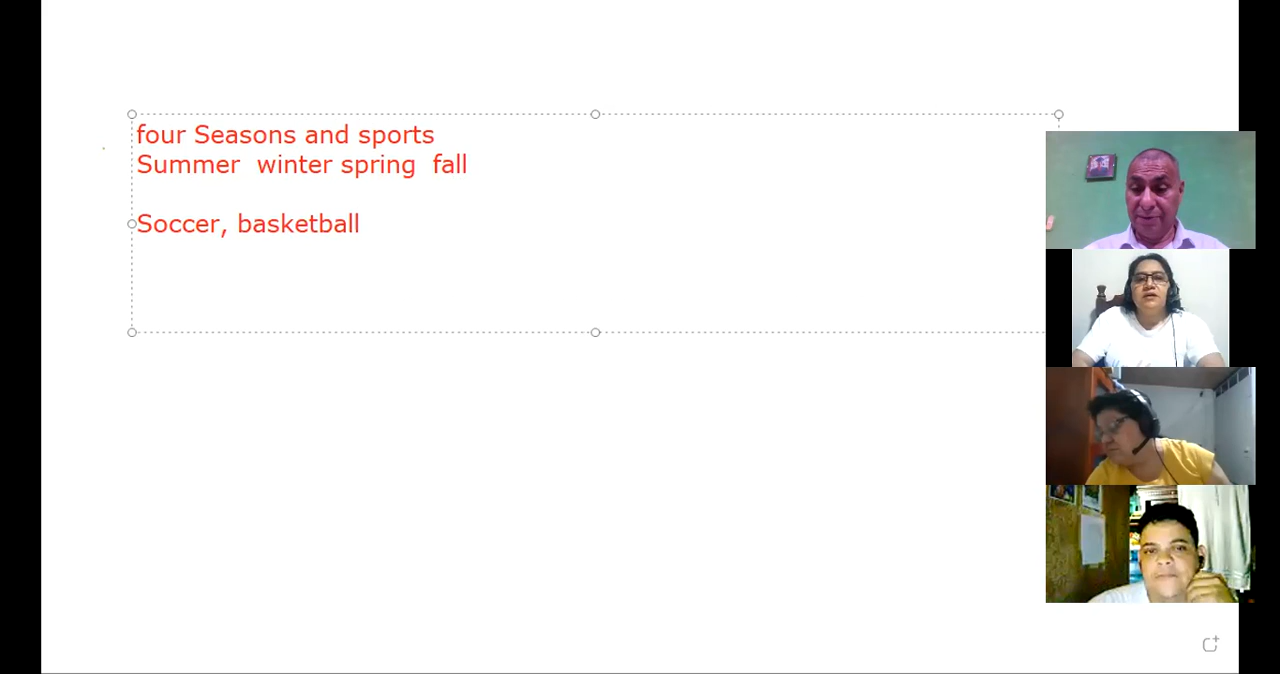 four Seasons and sports
Summer  winter spring  fall
Soccer, basketball